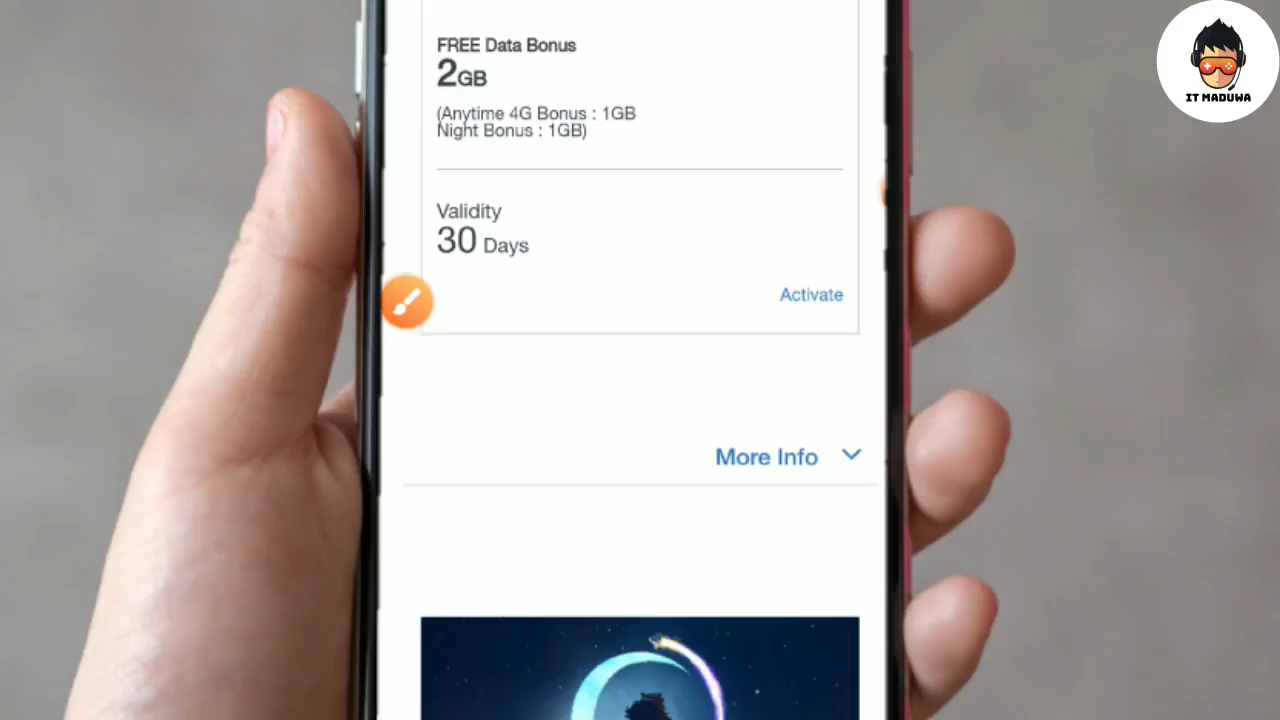 FREE Data Bonus
2GB
(Anytime 4G Bonus : 1GB
Night Bonus : 1GB)
Validity
30 Days
Activate
More Info
IT MADUWA